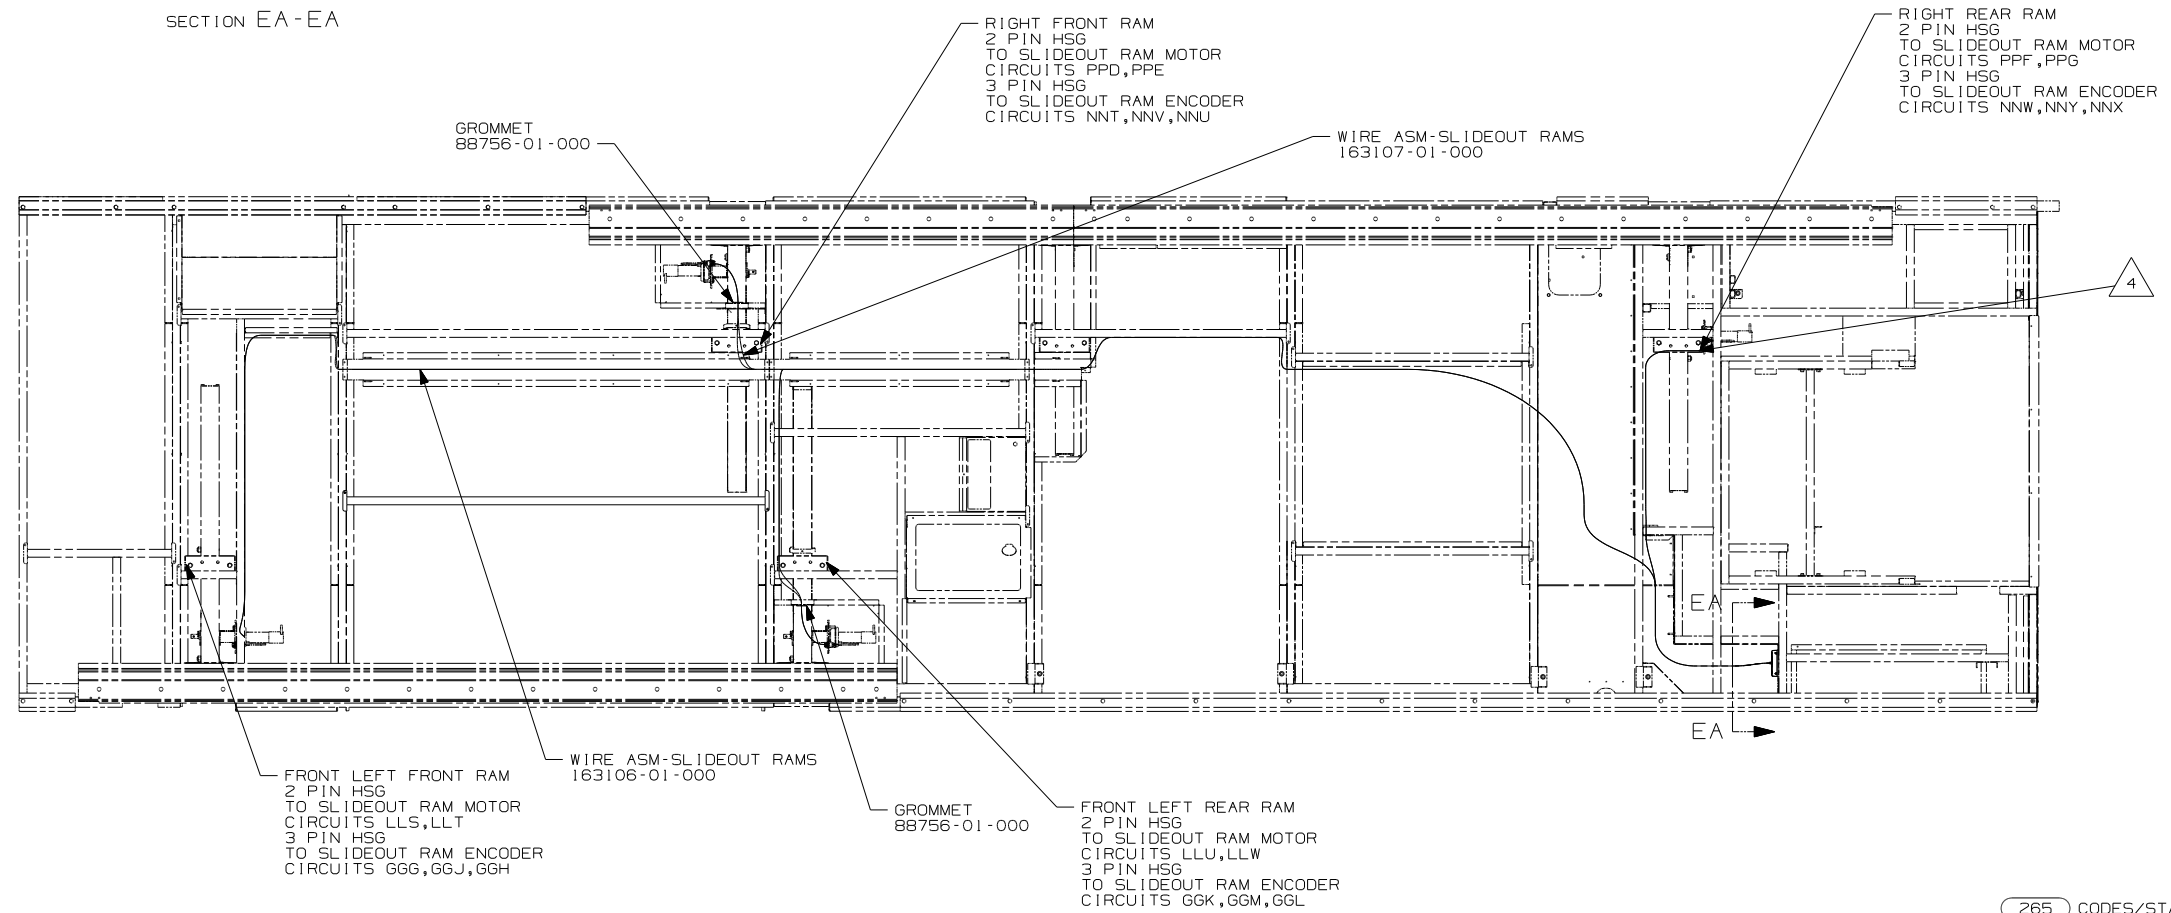 SECTION EA-EA
RIGHT FRONT RAM
2 PIN HSG
TO SLIDEOUT RAM MOTOR
CIRCUITS PPD,PPE
3 PIN HSG
TO SLIDEOUT RAM ENCODER
CIRCUITS NNT,NNV,NNU
RIGHT REAR RAM
2 PIN HSG
TO SLIDEOUT RAM MOTOR
CIRCUITS PPF,PPG
3 PIN HSG
TO SLIDEOUT RAM ENCODER
CIRCUITS NNW,NNY,NNX
GROMMET
88756-01-000
WIRE ASM-SLIDEOUT RAMS
163107-01-000
4
EA
EA
WIRE ASM-SLIDEOUT RAMS
163106-01-000
FRONT LEFT FRONT RAM
2 PIN HSG
TO SLIDEOUT RAM MOTOR
CIRCUITS LLS,LLT
3 PIN HSG
TO SLIDEOUT RAM ENCODER
CIRCUITS GGG,GGJ,GGH
GROMMET
88756-01-000
FRONT LEFT REAR RAM
2 PIN HSG
TO SLIDEOUT RAM MOTOR
CIRCUITS LLU,LLW
3 PIN HSG
TO SLIDEOUT RAM ENCODER
CIRCUITS GGK,GGM,GGL
265 CODES/STA